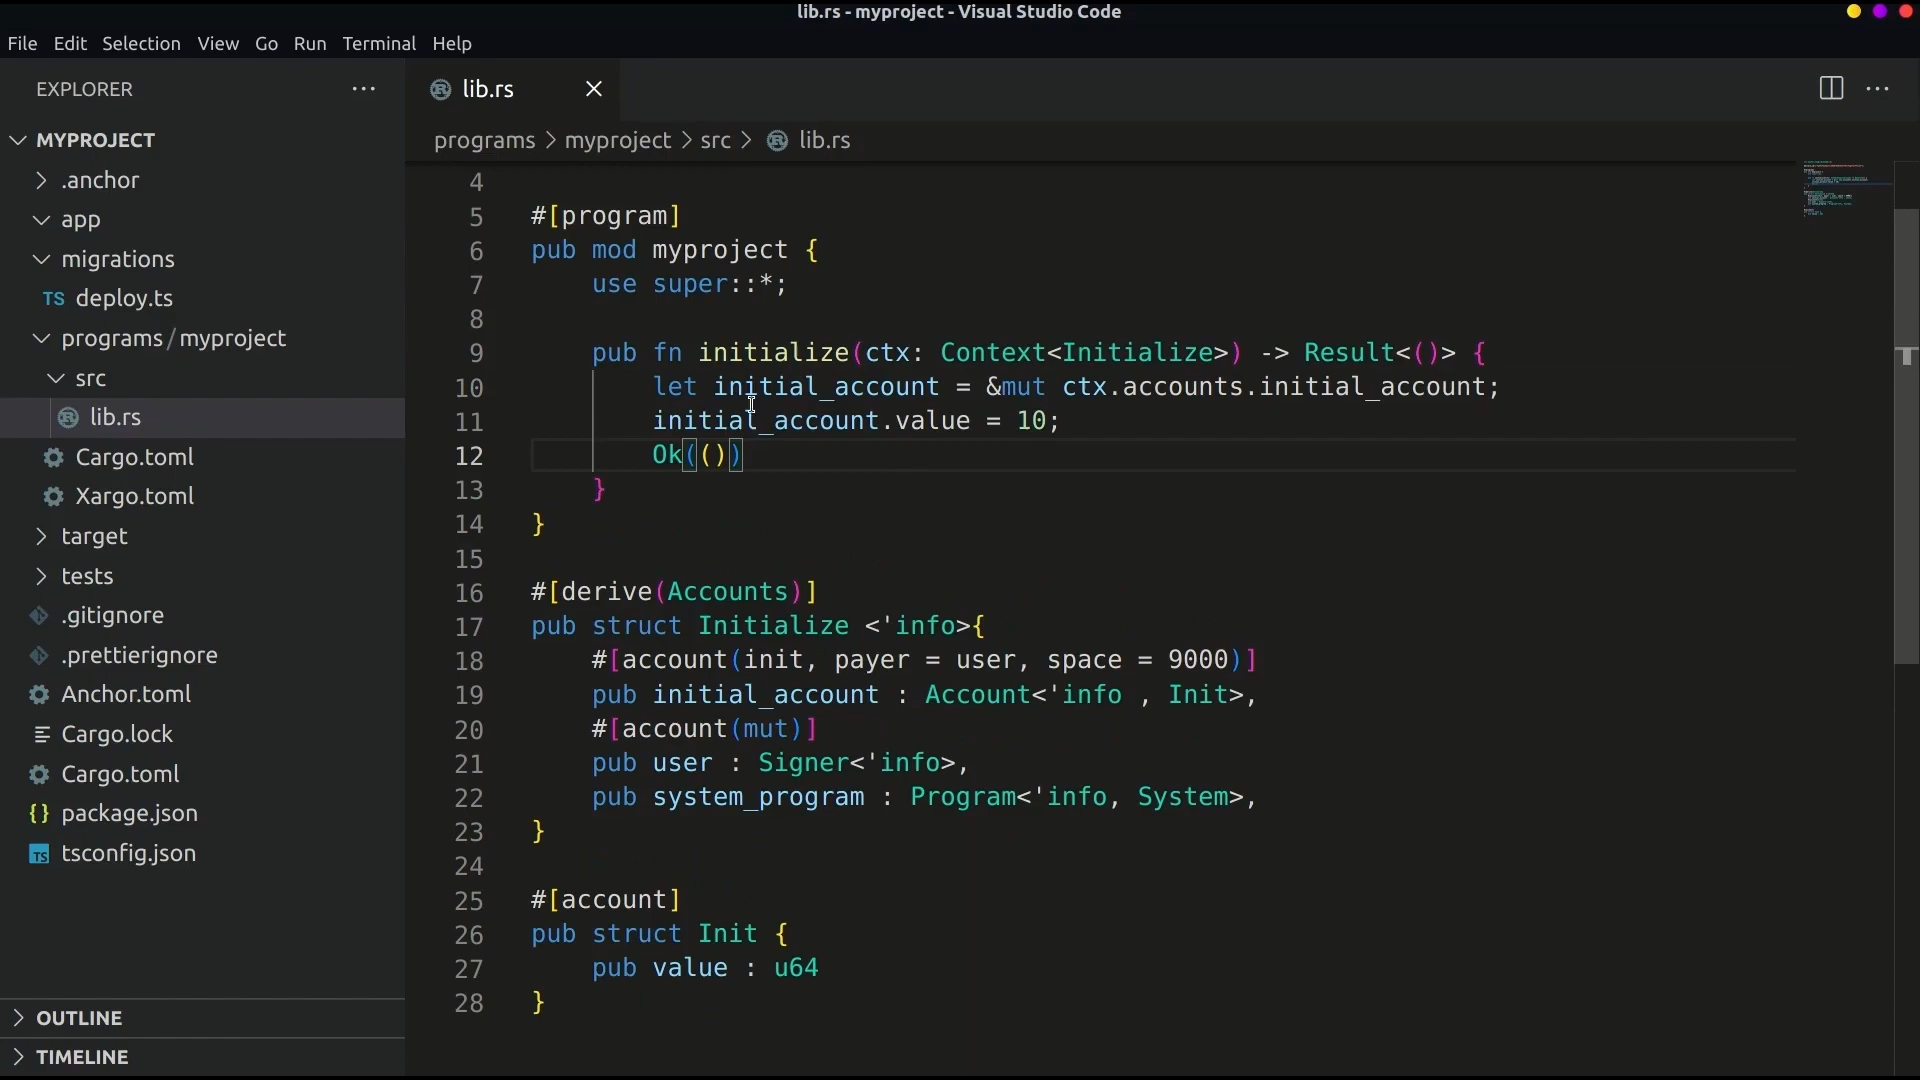 lib.rs - myproject - Visual Studio Code
File Edit Selection View Go Run Terminal Help
EXPLORER
MYPROJECT
.anchor
app
migrations
TS deploy.ts
programs / myproject
src
lib.rs
Cargo.toml
Xargo.toml
target
tests
.gitignore
.prettierignore
Anchor.toml
Cargo.lock
Cargo.toml
{} package.json
TS tsconfig.json
OUTLINE
TIMELINE
lib.rs
programs > myproject > src > lib.rs
4
5 #[program]
6 pub mod myproject {
7     use super::*;
8
9     pub fn initialize(ctx: Context<Initialize>) -> Result<()> {
10         let initial_account = &mut ctx.accounts.initial_account;
11         initial_account.value = 10;
12         Ok(())
13     }
14 }
15
16 #[derive(Accounts)]
17 pub struct Initialize <'info>{
18     #[account(init, payer = user, space = 9000)]
19     pub initial_account : Account<'info , Init>,
20     #[account(mut)]
21     pub user : Signer<'info>,
22     pub system_program : Program<'info, System>,
23 }
24
25 #[account]
26 pub struct Init {
27     pub value : u64
28 }